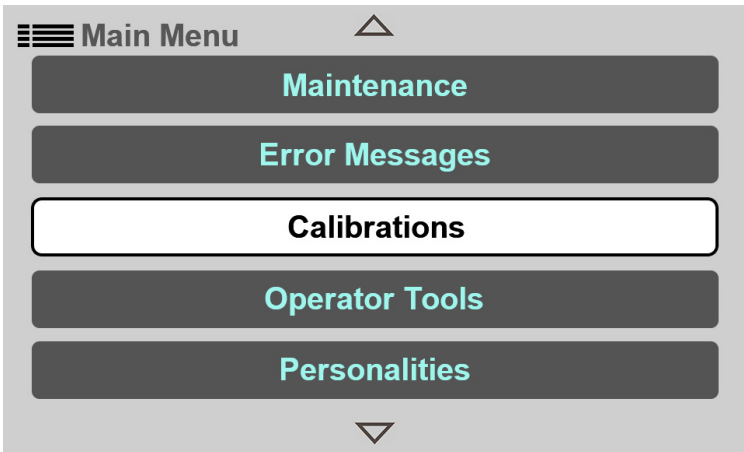 Main Menu
Maintenance
Error Messages
Calibrations
Operator Tools
Personalities